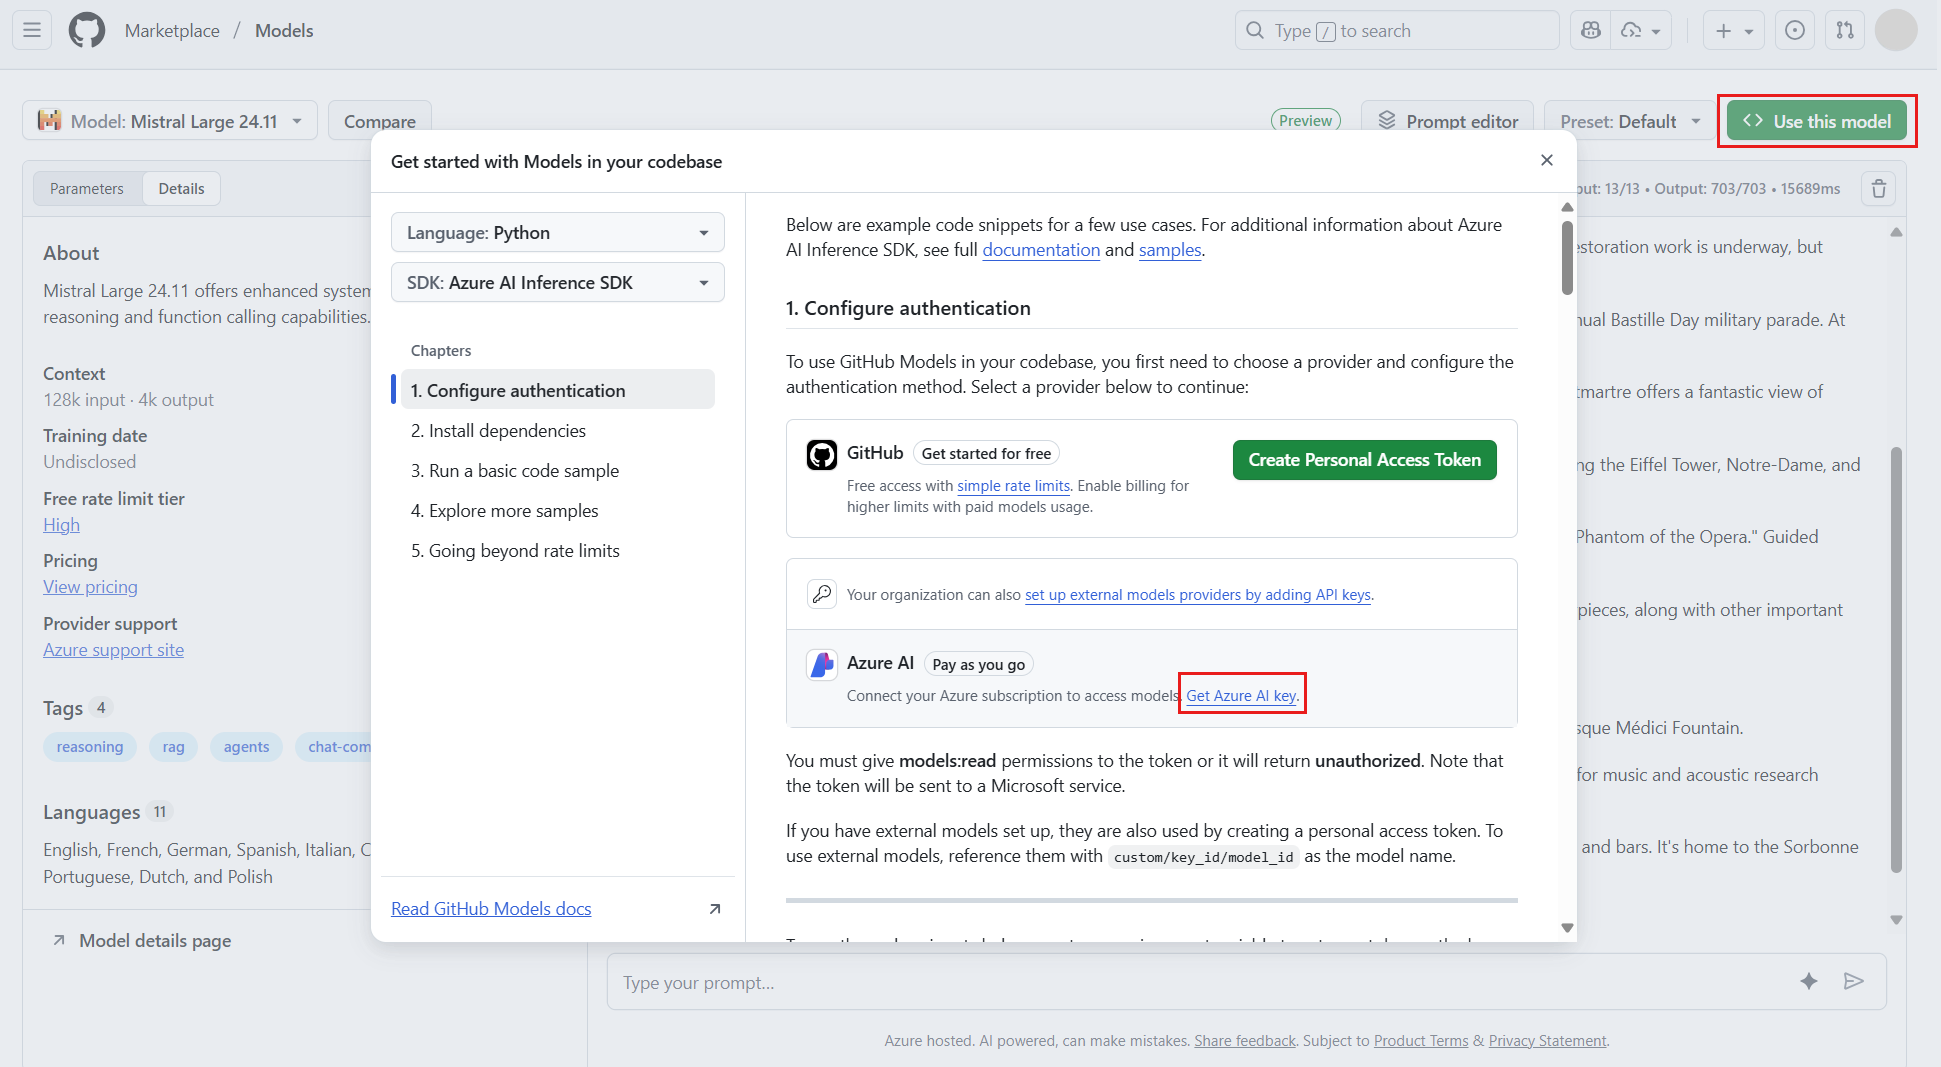 Marketplace / Models
Type / to search
Model: Mistral Large 24.11
Compare
Preview
Prompt editor
Preset: Default
Use this model
Parameters
Details
About
Mistral Large 24.11 offers enhanced system
reasoning and function calling capabilities.
Context
128k input · 4k output
Training date
Undisclosed
Free rate limit tier
High
Pricing
View pricing
Provider support
Azure support site
Tags 4
reasoning
rag
agents
chat-com
Languages 11
English, French, German, Spanish, Italian, C
Portuguese, Dutch, and Polish
Model details page
Get started with Models in your codebase
Language: Python
SDK: Azure AI Inference SDK
Chapters
1. Configure authentication
2. Install dependencies
3. Run a basic code sample
4. Explore more samples
5. Going beyond rate limits
Read GitHub Models docs
Below are example code snippets for a few use cases. For additional information about Azure
AI Inference SDK, see full documentation and samples.
1. Configure authentication
To use GitHub Models in your codebase, you first need to choose a provider and configure the
authentication method. Select a provider below to continue:
GitHub Get started for free
Free access with simple rate limits. Enable billing for
higher limits with paid models usage.
Create Personal Access Token
Your organization can also set up external models providers by adding API keys.
Azure AI Pay as you go
Connect your Azure subscription to access models. Get Azure AI key.
You must give models:read permissions to the token or it will return unauthorized. Note that
the token will be sent to a Microsoft service.
If you have external models set up, they are also used by creating a personal access token. To
use external models, reference them with custom/key_id/model_id as the model name.
put: 13/13 • Output: 703/703 • 15689ms
estoration work is underway, but
nual Bastille Day military parade. At
tmartre offers a fantastic view of
ng the Eiffel Tower, Notre-Dame, and
Phantom of the Opera." Guided
pieces, along with other important
sque Médici Fountain.
for music and acoustic research
and bars. It's home to the Sorbonne
Type your prompt...
Azure hosted. AI powered, can make mistakes. Share feedback. Subject to Product Terms & Privacy Statement.